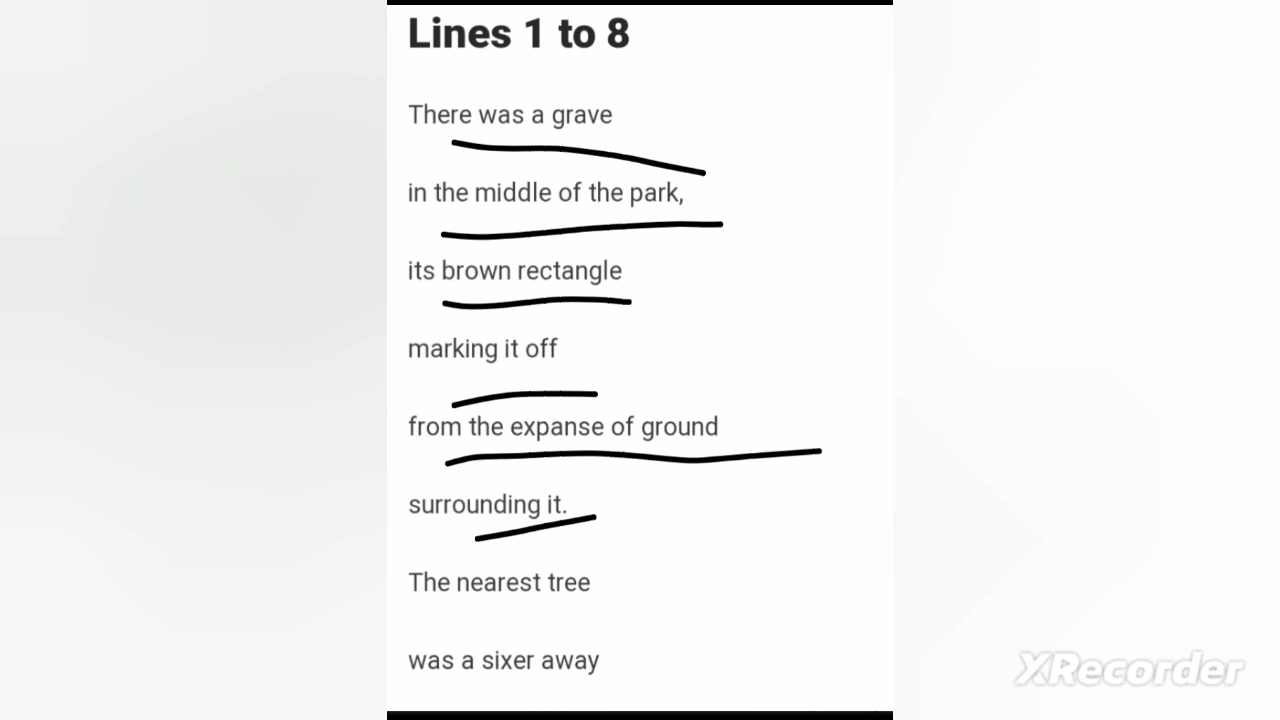 Lines 1 to 8
There was a grave
in the middle of the park,
its brown rectangle
marking it off
from the expanse of ground
surrounding it.
The nearest tree
was a sixer away
XRecorder